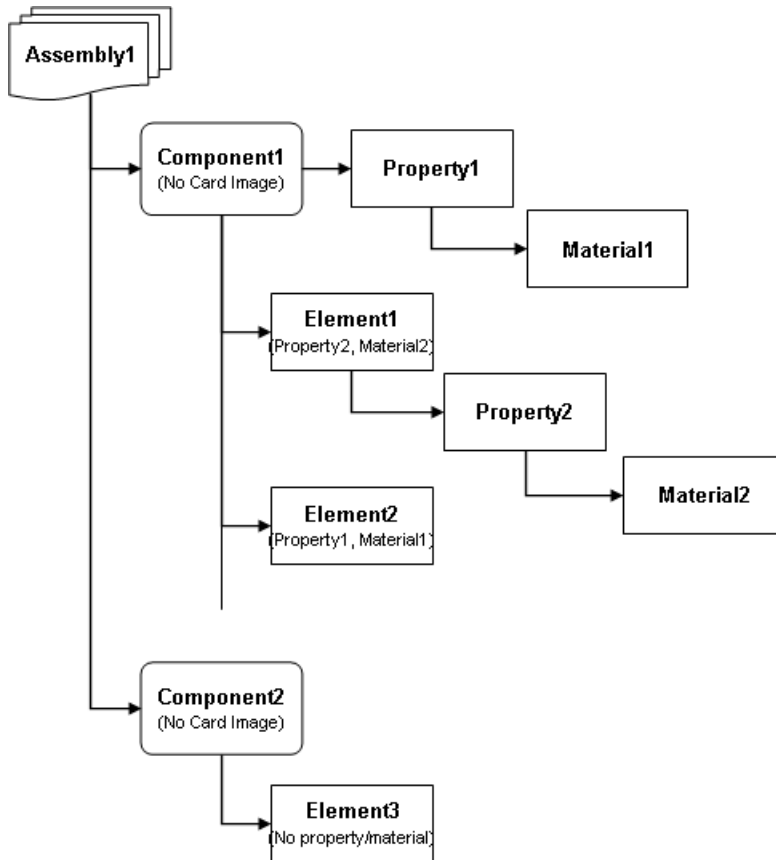 Assembly1
Component1
(No Card Image)
Property1
Material1
Element1
(Property2, Material2)
Property2
Material2
Element2
(Property1, Material1)
Component2
(No Card Image)
Element3
(No property/material)